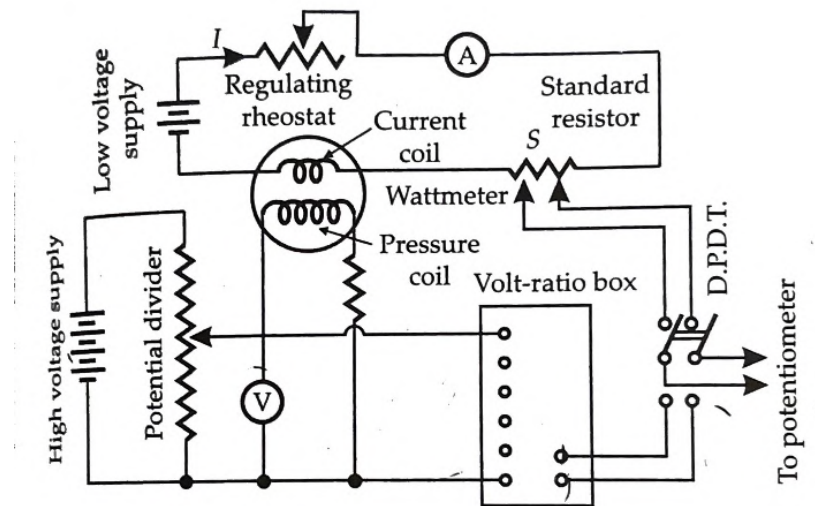 I
A
Regulating
rheostat
Standard
resistor
Low voltage
supply
Current
coil
S
Wattmeter
D.P.D.T.
Pressure
coil
Volt-ratio box
High voltage supply
Potential divider
V
To potentiometer